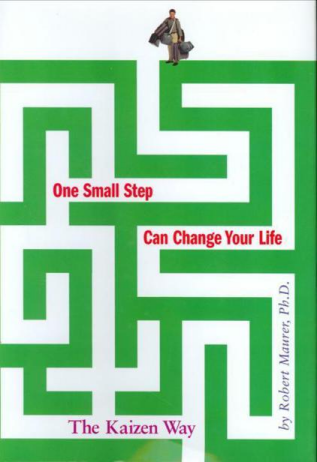 One Small Step
Can Change Your Life
by Robert Maurer, Ph.D.
The Kaizen Way